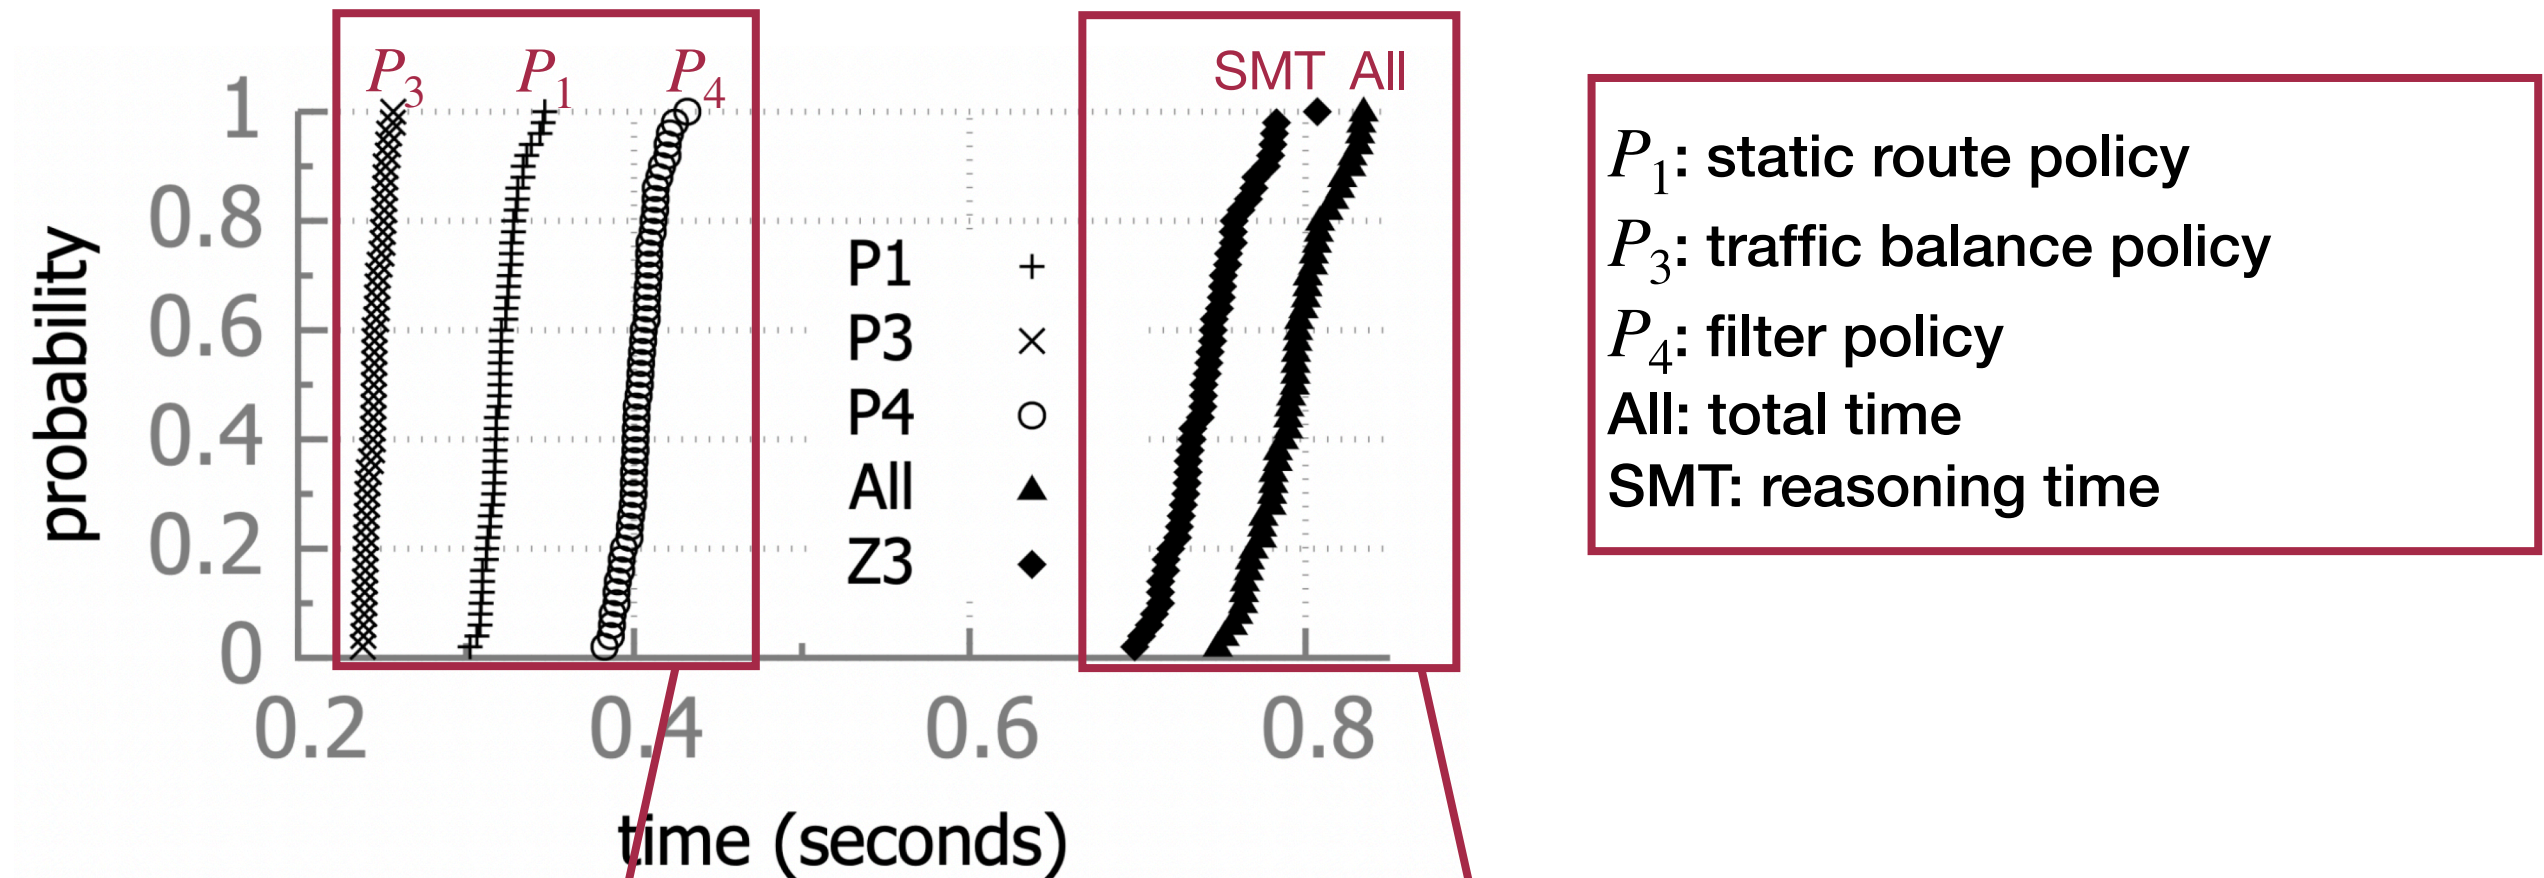 P3 P1 P4 SMT All
1
0.8
0.6
0.4
0.2
0
probability
P1
P3
P4
All
Z3
0.2 0.4 0.6 0.8
time (seconds)
P1: static route policy
P3: traffic balance policy
P4: filter policy
All: total time
SMT: reasoning time